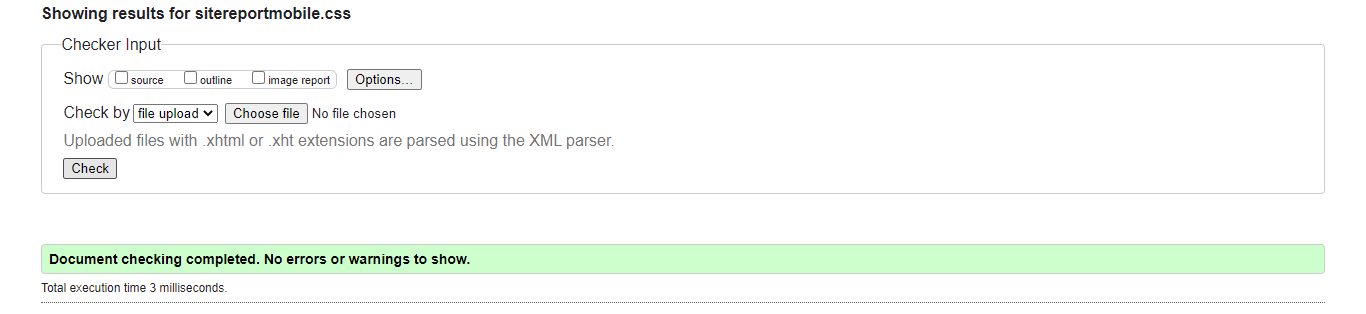 Showing results for sitereportmobile.css
Checker Input
Show source outline image report Options...
Check by file upload Choose file No file chosen
Uploaded files with .xhtml or .xht extensions are parsed using the XML parser.
Check
Document checking completed. No errors or warnings to show.
Total execution time 3 milliseconds.